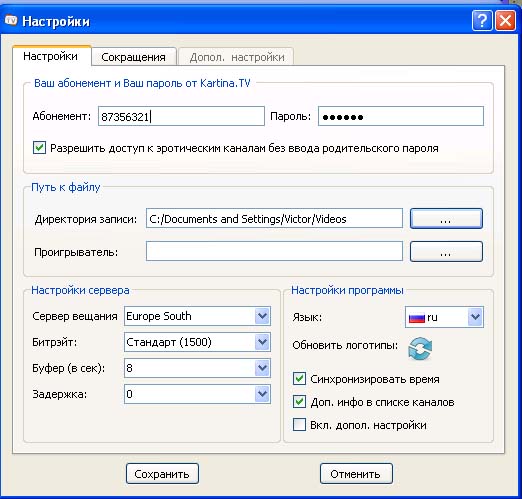 TV Настройки
Настройки Сокращения Допол. настройки
Ваш абонемент и Ваш пароль от Kartina.TV
Абонемент: 87356321 Пароль: ●●●●●●
Разрешить доступ к эротическим каналам без ввода родительского пароля
Путь к файлу
Директория записи: C:/Documents and Settings/Victor/Videos ...
Проигрыватель: ...
Настройки сервера
Сервер вещания Europe South
Битрэйт: Стандарт (1500)
Буфер (в сек): 8
Задержка: 0
Настройки программы
Язык: ru
Обновить логотипы:
Синхронизировать время
Доп. инфо в списке каналов
Вкл. допол. настройки
Сохранить Отменить